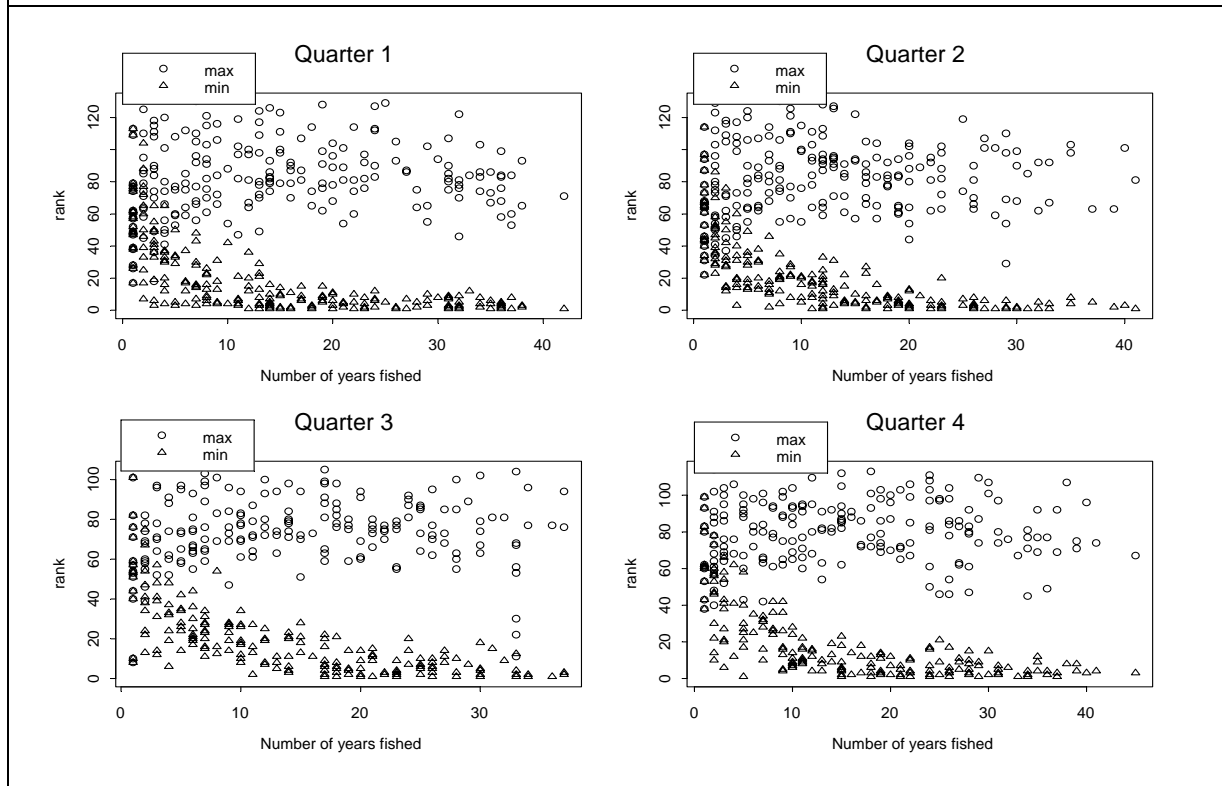 Quarter 1
max
min
rank
0 20 40 60 80 120
0 10 20 30 40
Number of years fished
Quarter 2
max
min
rank
0 20 40 60 80 120
0 10 20 30 40
Number of years fished
Quarter 3
max
min
rank
0 20 40 60 80 100
0 10 20 30
Number of years fished
Quarter 4
max
min
rank
0 20 40 60 80 100
0 10 20 30 40
Number of years fished